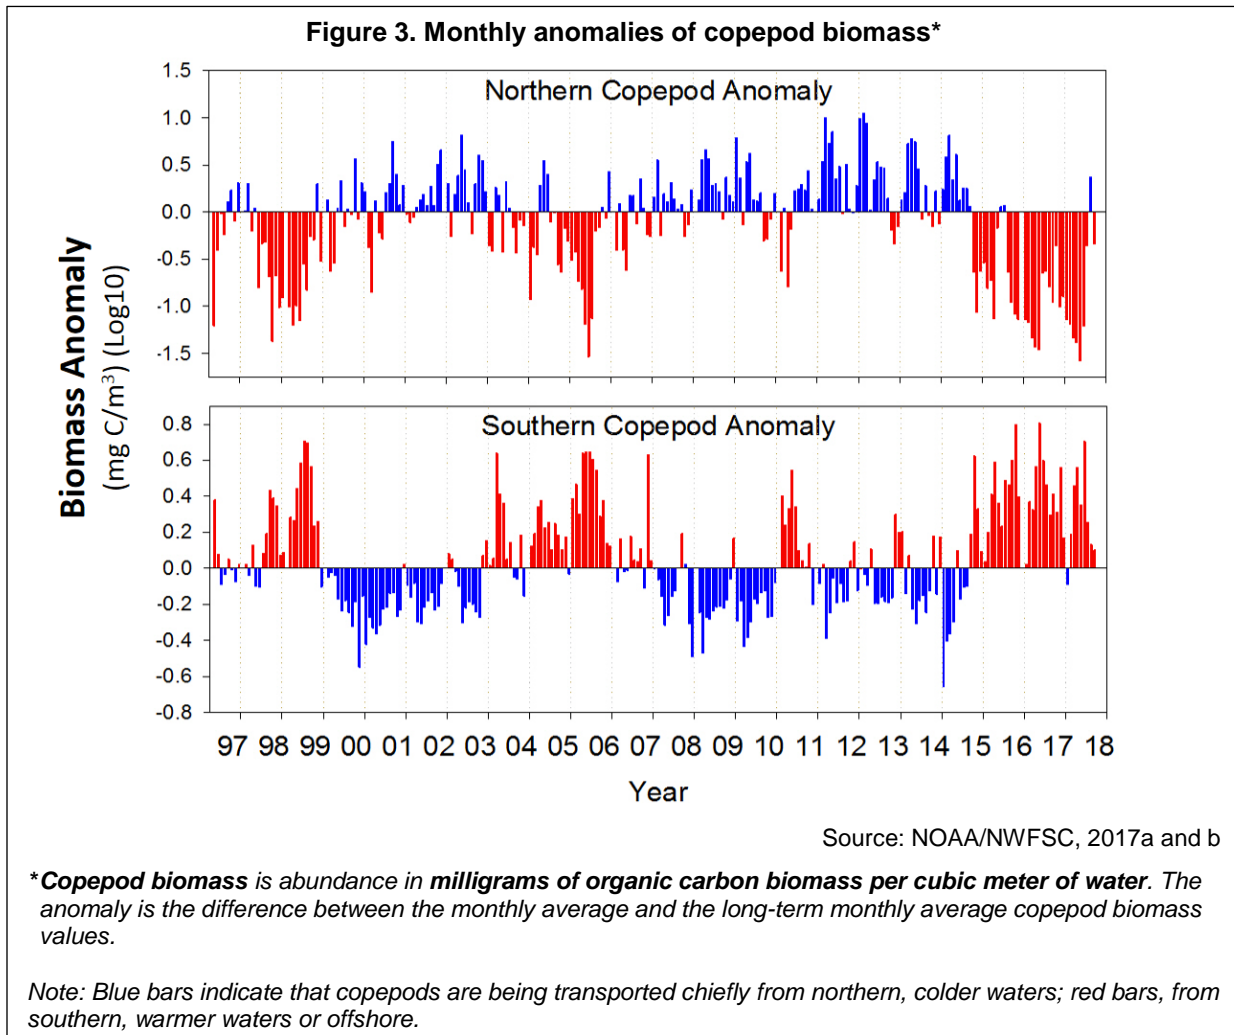 Figure 3. Monthly anomalies of copepod biomass*
1.5
Northern Copepod Anomaly
1.0
0.5
0.0
-0.5
-1.0
-1.5
Biomass Anomaly
(mg C/m³) (Log10)
Southern Copepod Anomaly
0.8
0.6
0.4
0.2
0.0
-0.2
-0.4
-0.6
-0.8
97 98 99 00 01 02 03 04 05 06 07 08 09 10 11 12 13 14 15 16 17 18
Year
Source: NOAA/NWFSC, 2017a and b
*Copepod biomass is abundance in milligrams of organic carbon biomass per cubic meter of water. The
anomaly is the difference between the monthly average and the long-term monthly average copepod biomass
values.
Note: Blue bars indicate that copepods are being transported chiefly from northern, colder waters; red bars, from
southern, warmer waters or offshore.